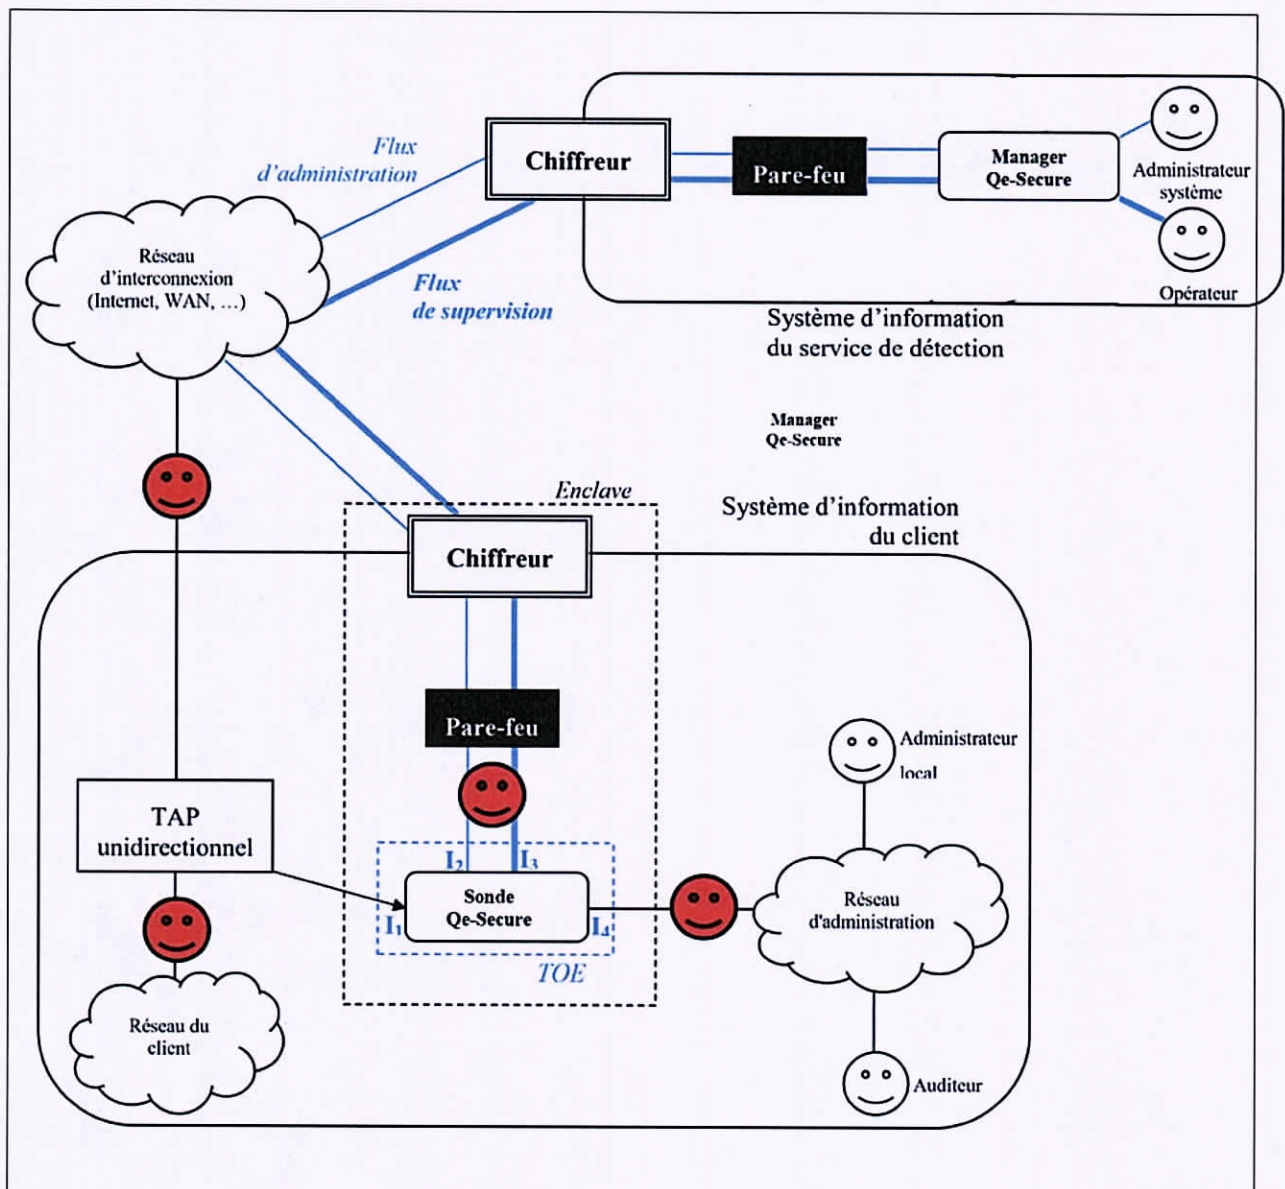 Flux
d'administration
Chiffreur
Pare-feu
Manager
Qe-Secure
Administrateur
système
Opérateur
Réseau
d'interconnexion
(Internet, WAN, ...)
Flux
de supervision
Système d'information
du service de détection
Manager
Qe-Secure
Enclave
Système d'information
du client
Chiffreur
Pare-feu
Administrateur
local
TAP
unidirectionnel
I2
I3
Sonde
Qe-Secure
I1
I4
TOE
Réseau
d'administration
Réseau du
client
Auditeur